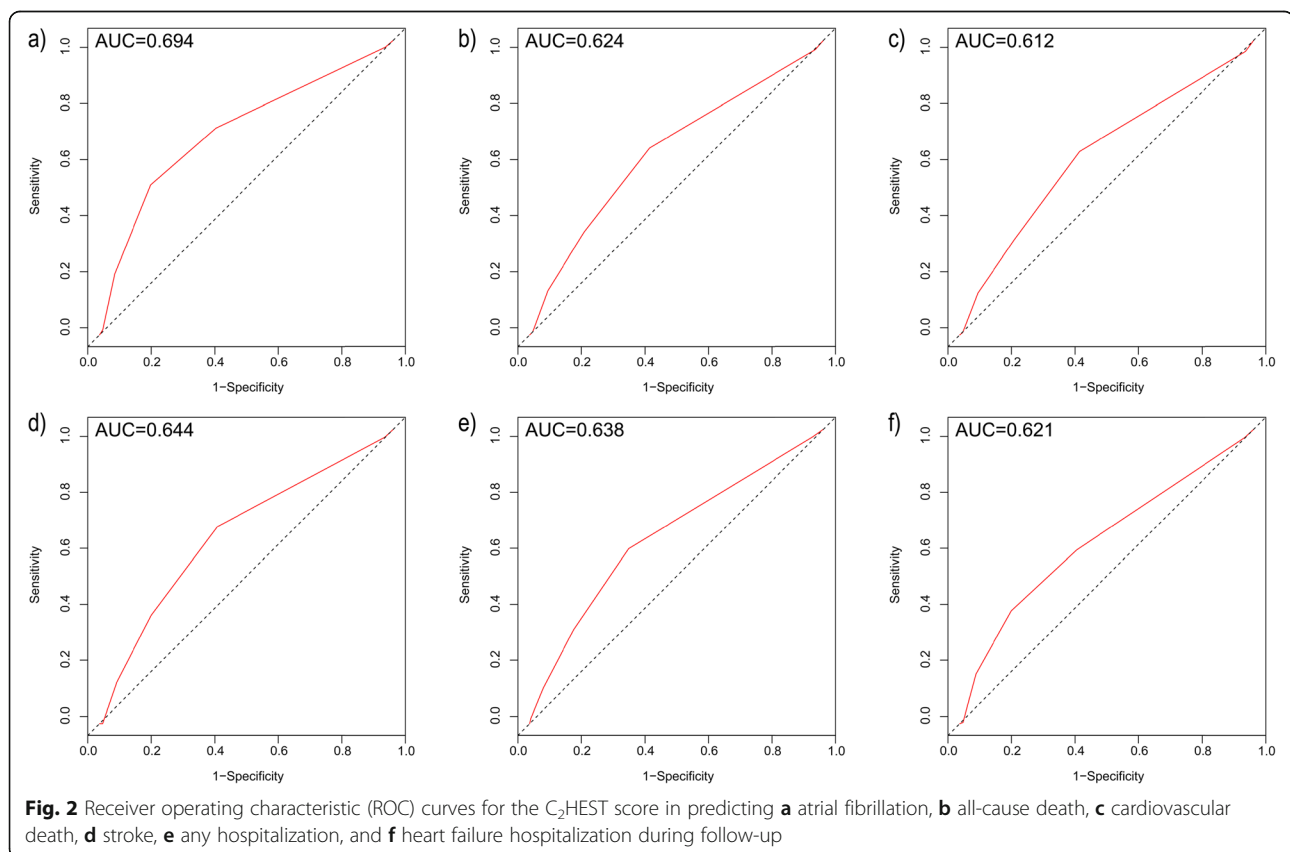 a) AUC=0.694
1.0
0.8
0.6
0.4
0.2
0.0
Sensitivity
0.0 0.2 0.4 0.6 0.8 1.0
1−Specificity
b) AUC=0.624
1.0
0.8
0.6
0.4
0.2
0.0
Sensitivity
0.0 0.2 0.4 0.6 0.8 1.0
1−Specificity
c) AUC=0.612
1.0
0.8
0.6
0.4
0.2
0.0
Sensitivity
0.0 0.2 0.4 0.6 0.8 1.0
1−Specificity
d) AUC=0.644
1.0
0.8
0.6
0.4
0.2
0.0
Sensitivity
0.0 0.2 0.4 0.6 0.8 1.0
1−Specificity
e) AUC=0.638
1.0
0.8
0.6
0.4
0.2
0.0
Sensitivity
0.0 0.2 0.4 0.6 0.8 1.0
1−Specificity
f) AUC=0.621
1.0
0.8
0.6
0.4
0.2
0.0
Sensitivity
0.0 0.2 0.4 0.6 0.8 1.0
1−Specificity
Fig. 2 Receiver operating characteristic (ROC) curves for the C₂HEST score in predicting a atrial fibrillation, b all-cause death, c cardiovascular
death, d stroke, e any hospitalization, and f heart failure hospitalization during follow-up